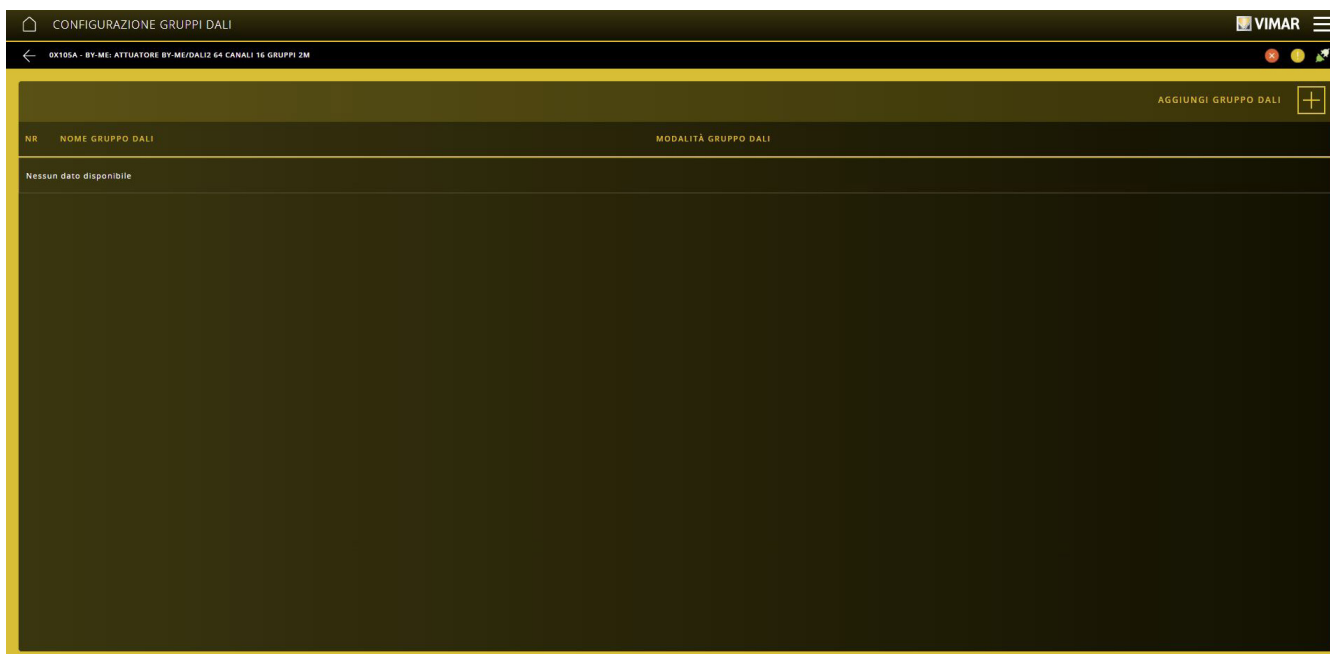 CONFIGURAZIONE GRUPPI DALI
VIMAR
0X105A - BY-ME: ATTUATORE BY-ME/DALI2 64 CANALI 16 GRUPPI 2M
AGGIUNGI GRUPPO DALI
NR NOME GRUPPO DALI MODALITÀ GRUPPO DALI
Nessun dato disponibile